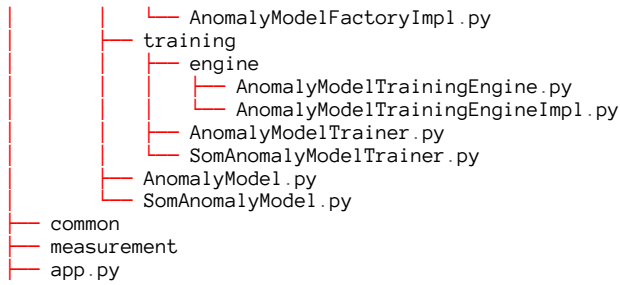 AnomalyModelFactoryImpl.py
training
engine
AnomalyModelTrainingEngine.py
AnomalyModelTrainingEngineImpl.py
AnomalyModelTrainer.py
SomAnomalyModelTrainer.py
AnomalyModel.py
SomAnomalyModel.py
common
measurement
app.py